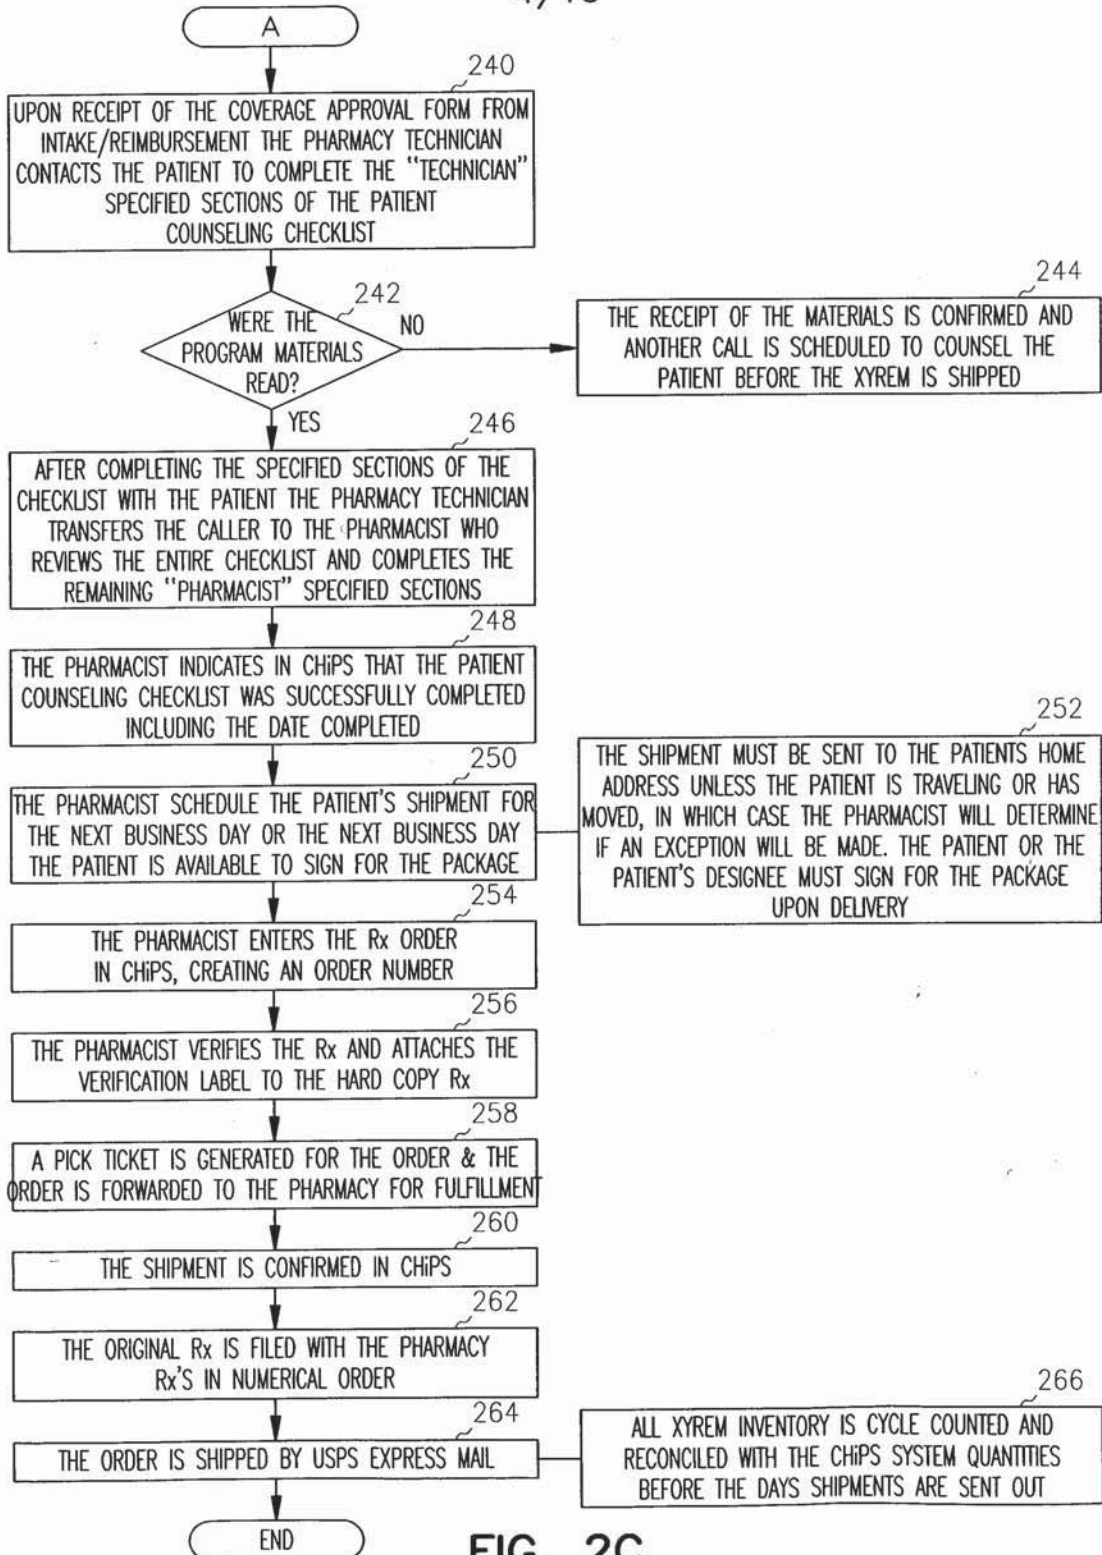 4/16
A
240
UPON RECEIPT OF THE COVERAGE APPROVAL FORM FROM
INTAKE/REIMBURSEMENT THE PHARMACY TECHNICIAN
CONTACTS THE PATIENT TO COMPLETE THE “TECHNICIAN”
SPECIFIED SECTIONS OF THE PATIENT
COUNSELING CHECKLIST
242
WERE THE
PROGRAM MATERIALS
READ?
NO
244
THE RECEIPT OF THE MATERIALS IS CONFIRMED AND
ANOTHER CALL IS SCHEDULED TO COUNSEL THE
PATIENT BEFORE THE XYREM IS SHIPPED
YES
246
AFTER COMPLETING THE SPECIFIED SECTIONS OF THE
CHECKLIST WITH THE PATIENT THE PHARMACY TECHNICIAN
TRANSFERS THE CALLER TO THE PHARMACIST WHO
REVIEWS THE ENTIRE CHECKLIST AND COMPLETES THE
REMAINING “PHARMACIST” SPECIFIED SECTIONS
248
THE PHARMACIST INDICATES IN CHiPS THAT THE PATIENT
COUNSELING CHECKLIST WAS SUCCESSFULLY COMPLETED
INCLUDING THE DATE COMPLETED
250
THE PHARMACIST SCHEDULE THE PATIENT'S SHIPMENT FOR
THE NEXT BUSINESS DAY OR THE NEXT BUSINESS DAY
THE PATIENT IS AVAILABLE TO SIGN FOR THE PACKAGE
252
THE SHIPMENT MUST BE SENT TO THE PATIENTS HOME
ADDRESS UNLESS THE PATIENT IS TRAVELING OR HAS
MOVED, IN WHICH CASE THE PHARMACIST WILL DETERMINE
IF AN EXCEPTION WILL BE MADE. THE PATIENT OR THE
PATIENT'S DESIGNEE MUST SIGN FOR THE PACKAGE
UPON DELIVERY
254
THE PHARMACIST ENTERS THE Rx ORDER
IN CHiPS, CREATING AN ORDER NUMBER
256
THE PHARMACIST VERIFIES THE Rx AND ATTACHES THE
VERIFICATION LABEL TO THE HARD COPY Rx
258
A PICK TICKET IS GENERATED FOR THE ORDER & THE
ORDER IS FORWARDED TO THE PHARMACY FOR FULFILLMENT
260
THE SHIPMENT IS CONFIRMED IN CHiPS
262
THE ORIGINAL Rx IS FILED WITH THE PHARMACY
Rx'S IN NUMERICAL ORDER
264
THE ORDER IS SHIPPED BY USPS EXPRESS MAIL
266
ALL XYREM INVENTORY IS CYCLE COUNTED AND
RECONCILED WITH THE CHiPS SYSTEM QUANTITIES
BEFORE THE DAYS SHIPMENTS ARE SENT OUT
END
FIG. 2C